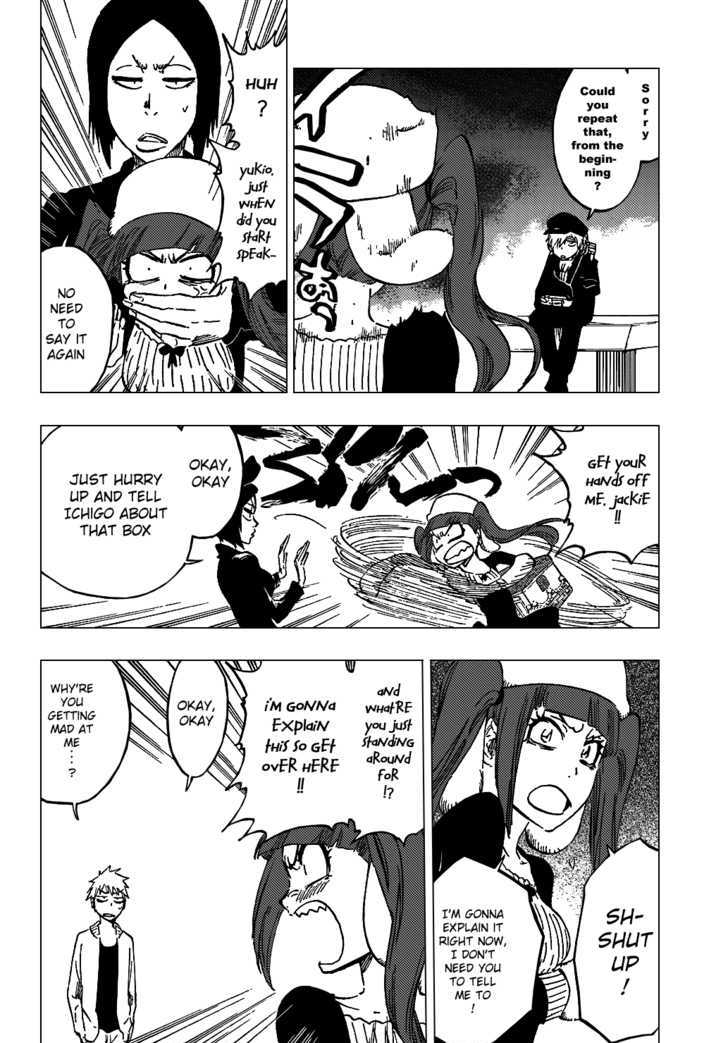 Sorry
Could
you
repeat
that,
from the
begin-
ning
?
あっ
HUH
?
yukio,
just
WHEN
did you
start
speak-
NO
NEED
TO
SAY IT
AGAIN
GEt youR
HaNds off
ME, jackiE
!!
OKAY,
OKAY
JUST HURRY
UP AND TELL
ICHIGO ABOUT
THAT BOX
SH-
SHUT
UP
!
I'M GONNA
EXPLAIN IT
RIGHT NOW,
I DON'T
NEED YOU
TO TELL
ME TO
!
and
wHatRE
you just
standing
aRound
foR
!?
i'M gonna
EXplain
tHis so gEt
ovER HERE
!!
OKAY,
OKAY
WHY'RE
YOU
GETTING
MAD AT
ME
...
?